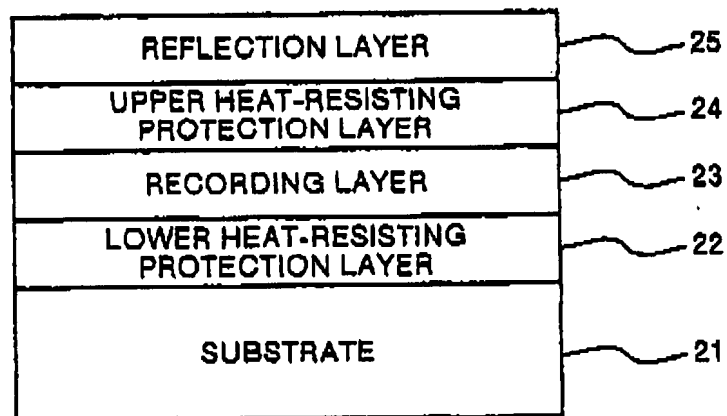 REFLECTION LAYER 25
UPPER HEAT-RESISTING
PROTECTION LAYER 24
RECORDING LAYER 23
LOWER HEAT-RESISTING
PROTECTION LAYER 22
SUBSTRATE 21